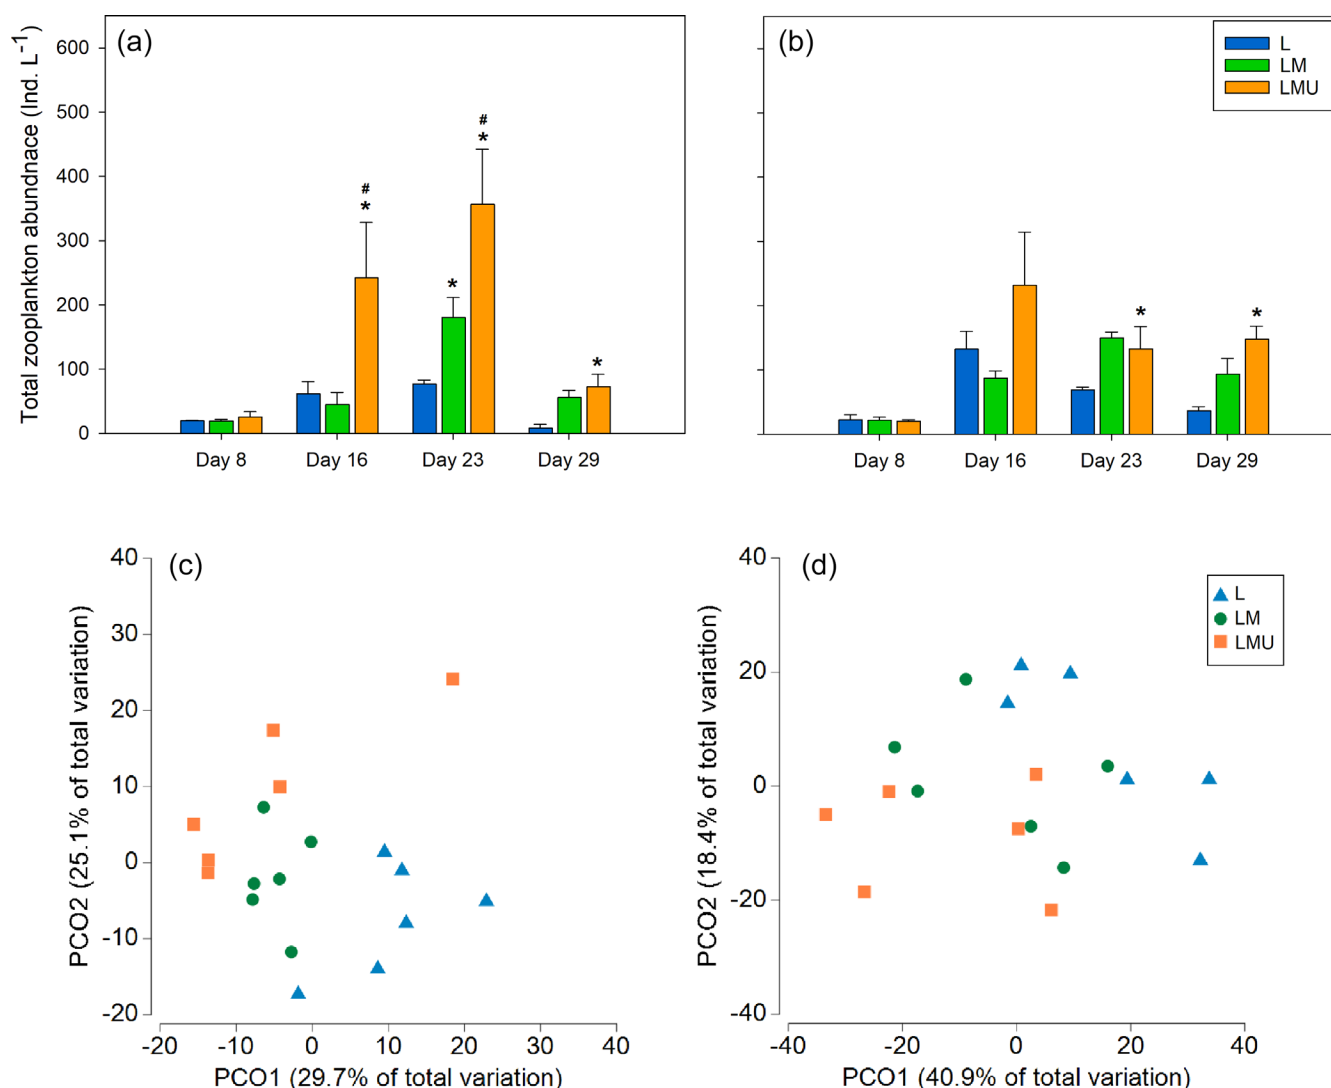 (a)
Total zooplankton abundnace (Ind. L⁻¹)
600
500
400
300
200
100
0
#
*
*
#
*
*
Day 8
Day 16
Day 23
Day 29
(b)
L
LM
LMU
*
*
Day 8
Day 16
Day 23
Day 29
(c)
PCO2 (25.1% of total variation)
40
30
20
10
0
-10
-20
-20
-10
0
10
20
30
40
PCO1 (29.7% of total variation)
(d)
PCO2 (18.4% of total variation)
40
20
0
-20
-40
L
LM
LMU
-40
-20
0
20
40
PCO1 (40.9% of total variation)